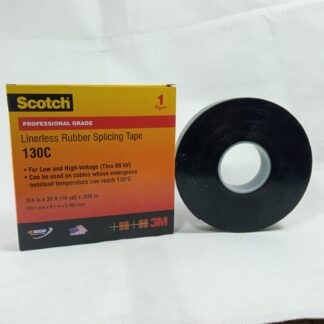 Scotch
PROFESSIONAL GRADE
1
Linerless Rubber Splicing Tape
130C
• For Low and High-Voltage (Thru 69 kV)
• Can be used on cables whose emergency
overload temperature can reach 130°C
3/4 in x 30 ft (10 yd) x .030 in
3M